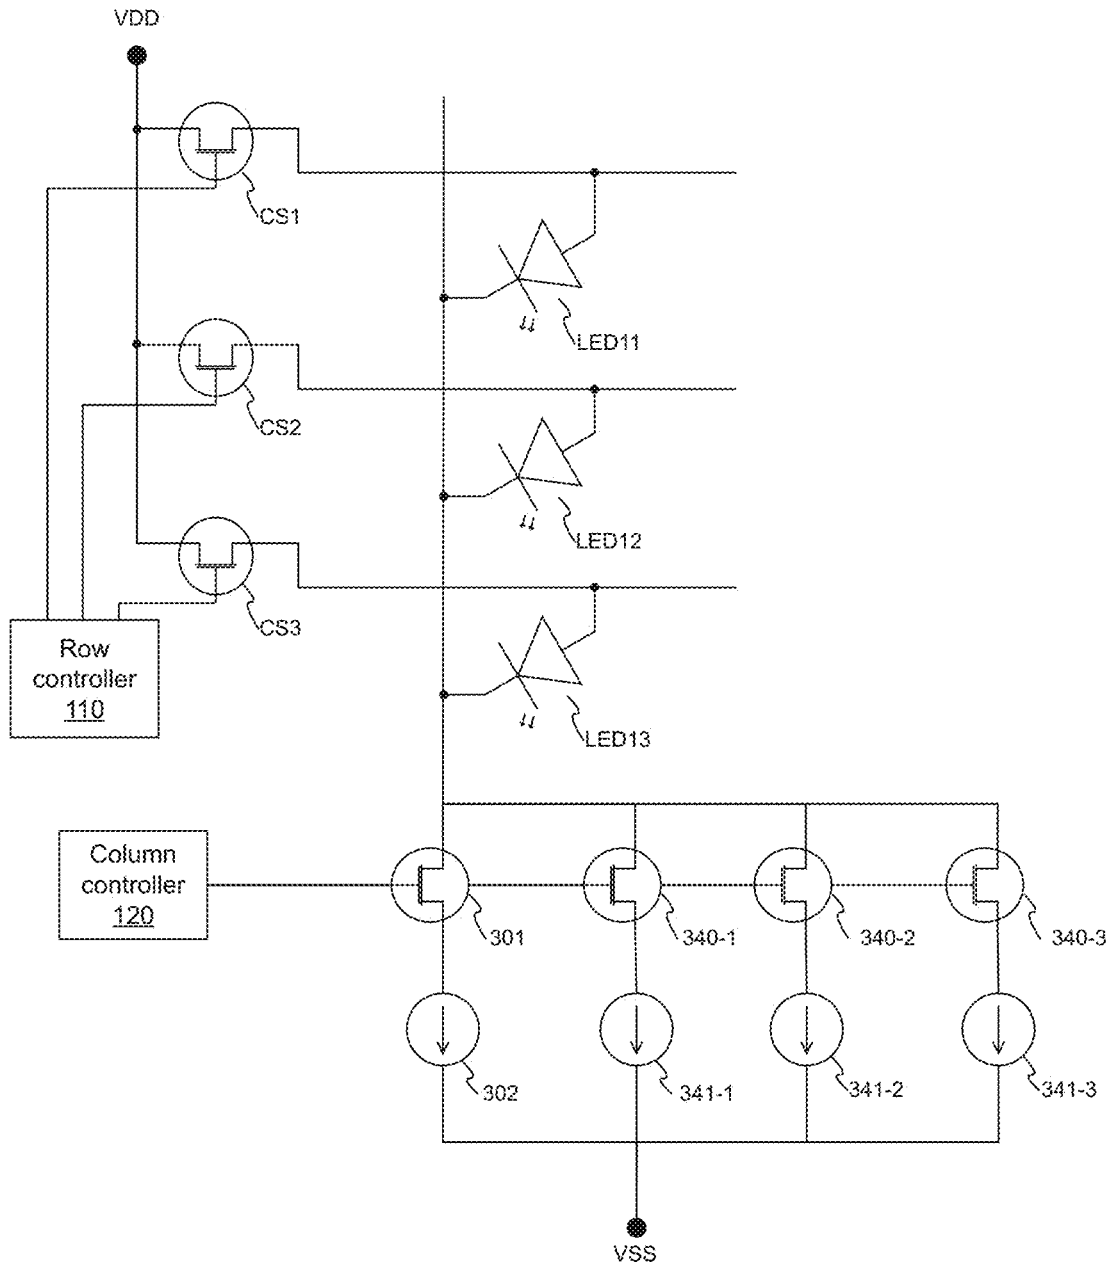 VDD
CS1
LED11
CS2
LED12
CS3
Row
controller
110
LED13
Column
controller
120
301
340-1
340-2
340-3
302
341-1
341-2
341-3
VSS